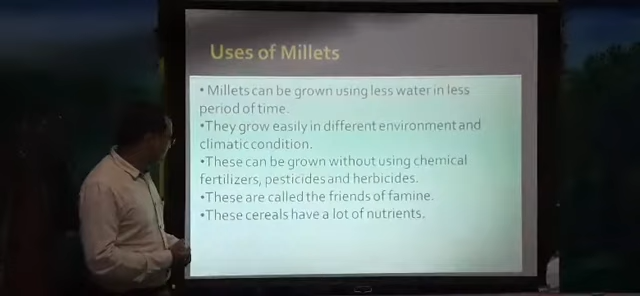 Uses of Millets
• Millets can be grown using less water in less
period of time.
•They grow easily in different environment and
climatic condition.
•These can be grown without using chemical
fertilizers, pesticides and herbicides.
•These are called the friends of famine.
•These cereals have a lot of nutrients.